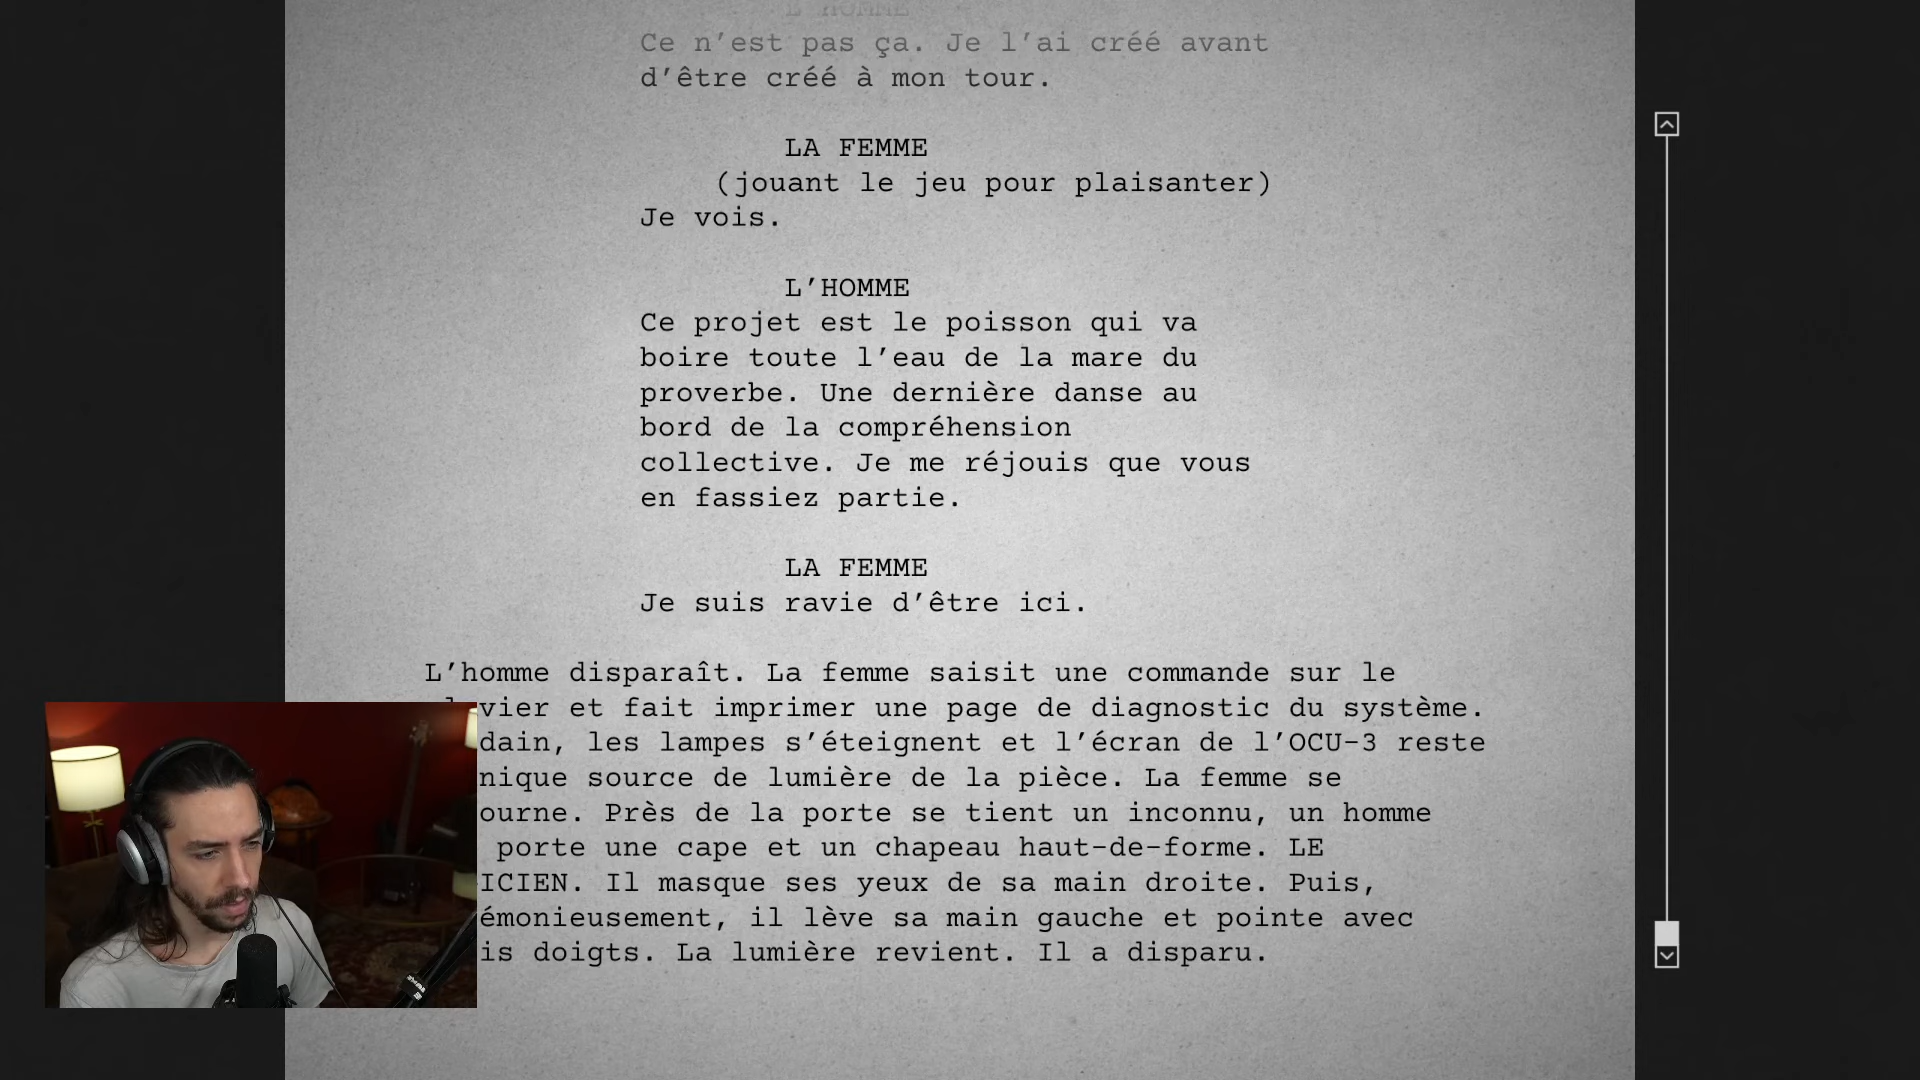 L'HOMME
Ce n'est pas ça. Je l'ai créé avant
d'être créé à mon tour.
LA FEMME
(jouant le jeu pour plaisanter)
Je vois.
L'HOMME
Ce projet est le poisson qui va
boire toute l'eau de la mare du
proverbe. Une dernière danse au
bord de la compréhension
collective. Je me réjouis que vous
en fassiez partie.
LA FEMME
Je suis ravie d'être ici.
L'homme disparaît. La femme saisit une commande sur le
vier et fait imprimer une page de diagnostic du système.
dain, les lampes s'éteignent et l'écran de l'OCU-3 reste
nique source de lumière de la pièce. La femme se
ourne. Près de la porte se tient un inconnu, un homme
porte une cape et un chapeau haut-de-forme. LE
ICIEN. Il masque ses yeux de sa main droite. Puis,
émonieusement, il lève sa main gauche et pointe avec
is doigts. La lumière revient. Il a disparu.